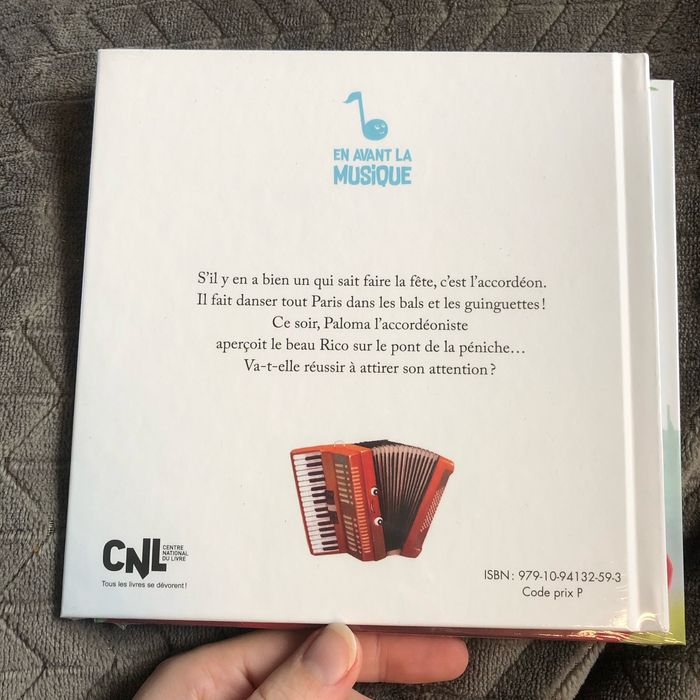 EN AVANT LA
MUSiQUE
S'il y en a bien un qui sait faire la fête, c'est l'accordéon.
Il fait danser tout Paris dans les bals et les guinguettes !
Ce soir, Paloma l'accordéoniste
aperçoit le beau Rico sur le pont de la péniche…
Va-t-elle réussir à attirer son attention ?
CNL
CENTRE
NATIONAL
DU LIVRE
Tous les livres se dévorent !
ISBN : 979-10-94132-59-3
Code prix P